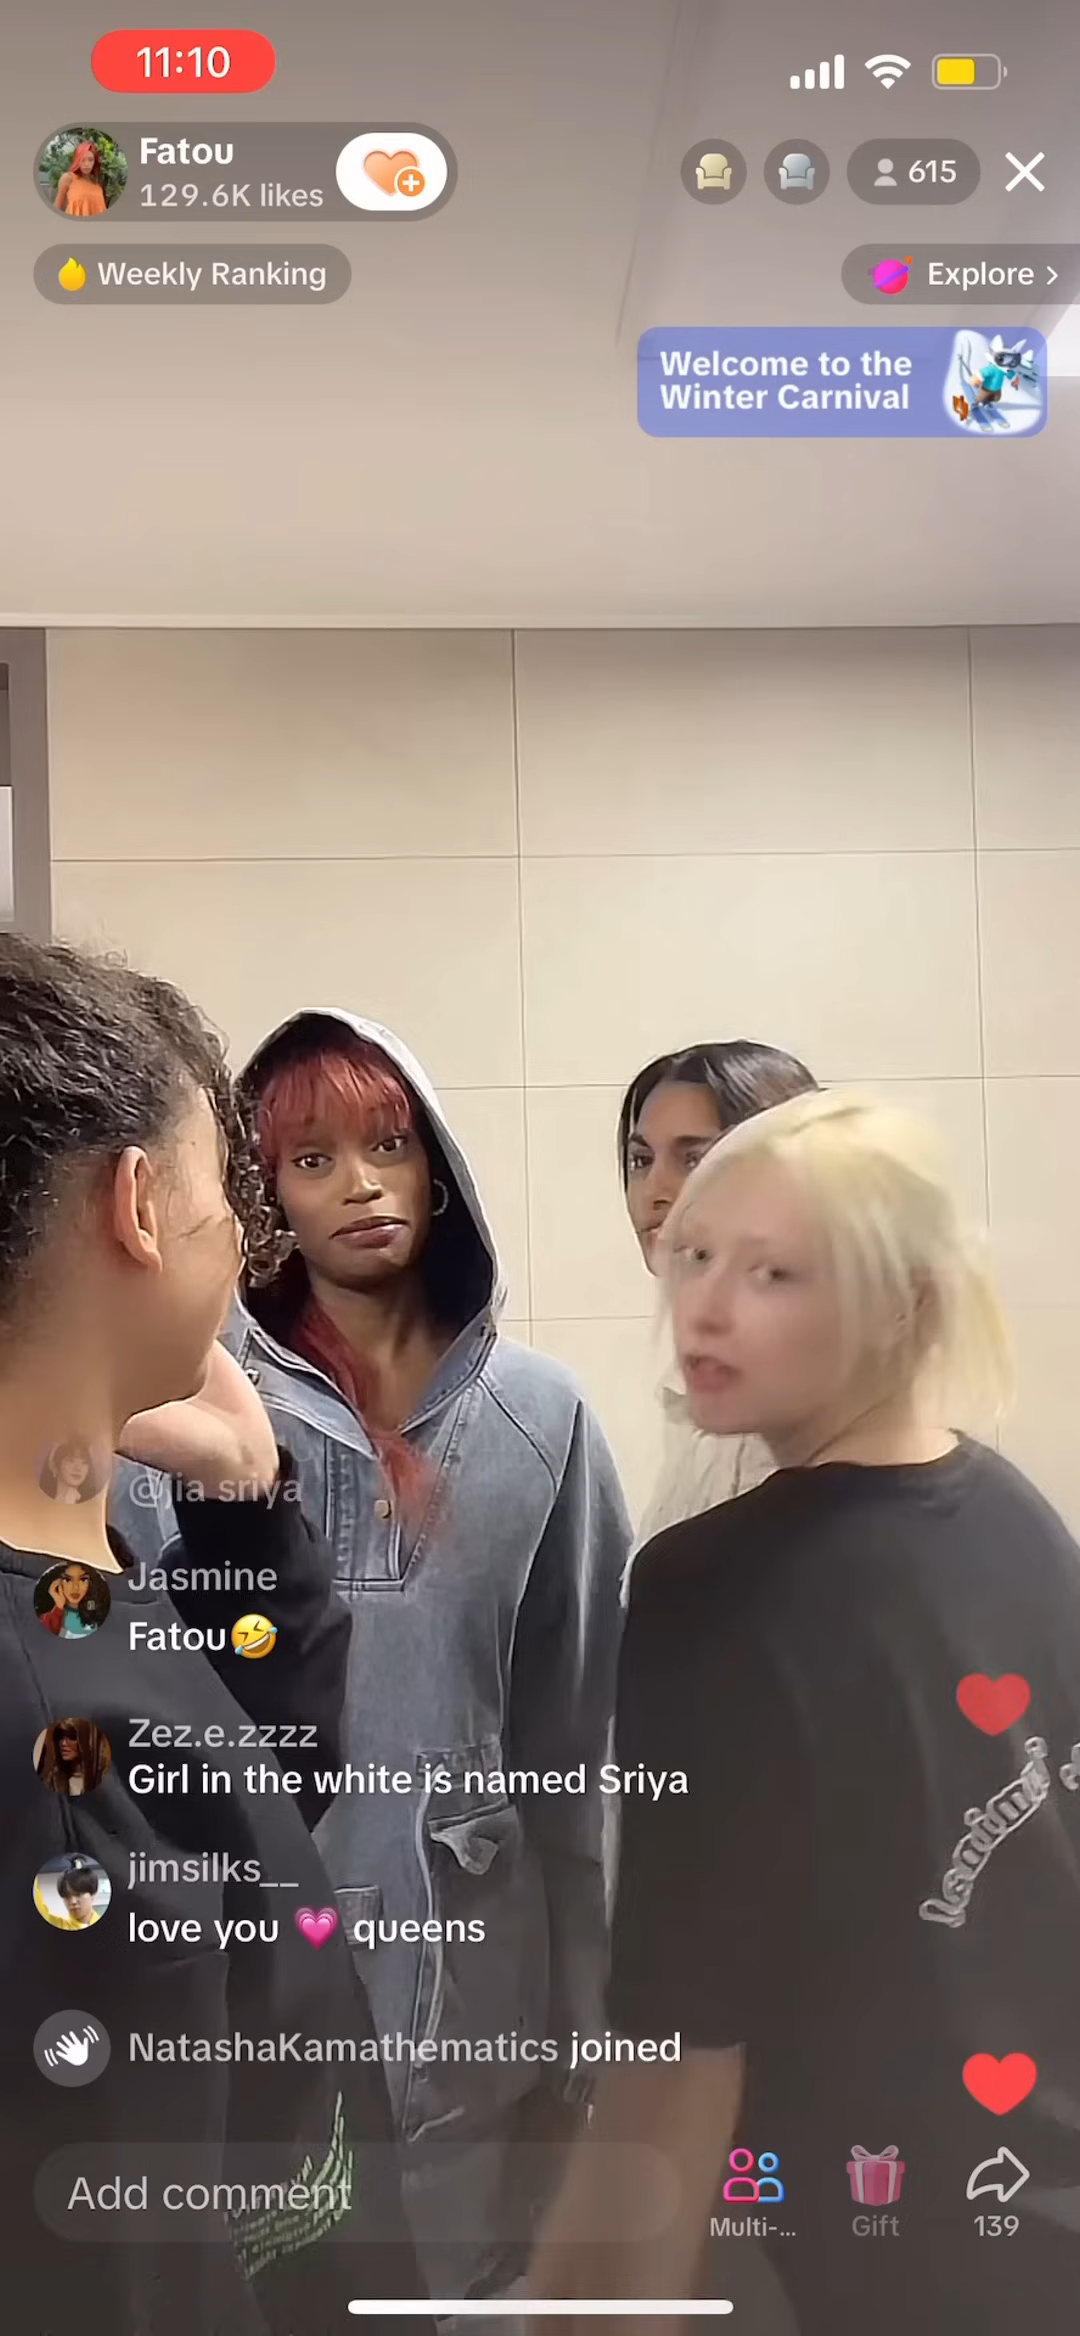 11:10
Fatou
129.6K likes
615
Weekly Ranking
Explore >
Welcome to the
Winter Carnival
@jia sriya
Jasmine
Fatou🤣
Zez.e.zzzz
Girl in the white is named Sriya
jimsilks__
love you 💗 queens
NatashaKamathematics joined
Add comment
Multi-...
Gift
139